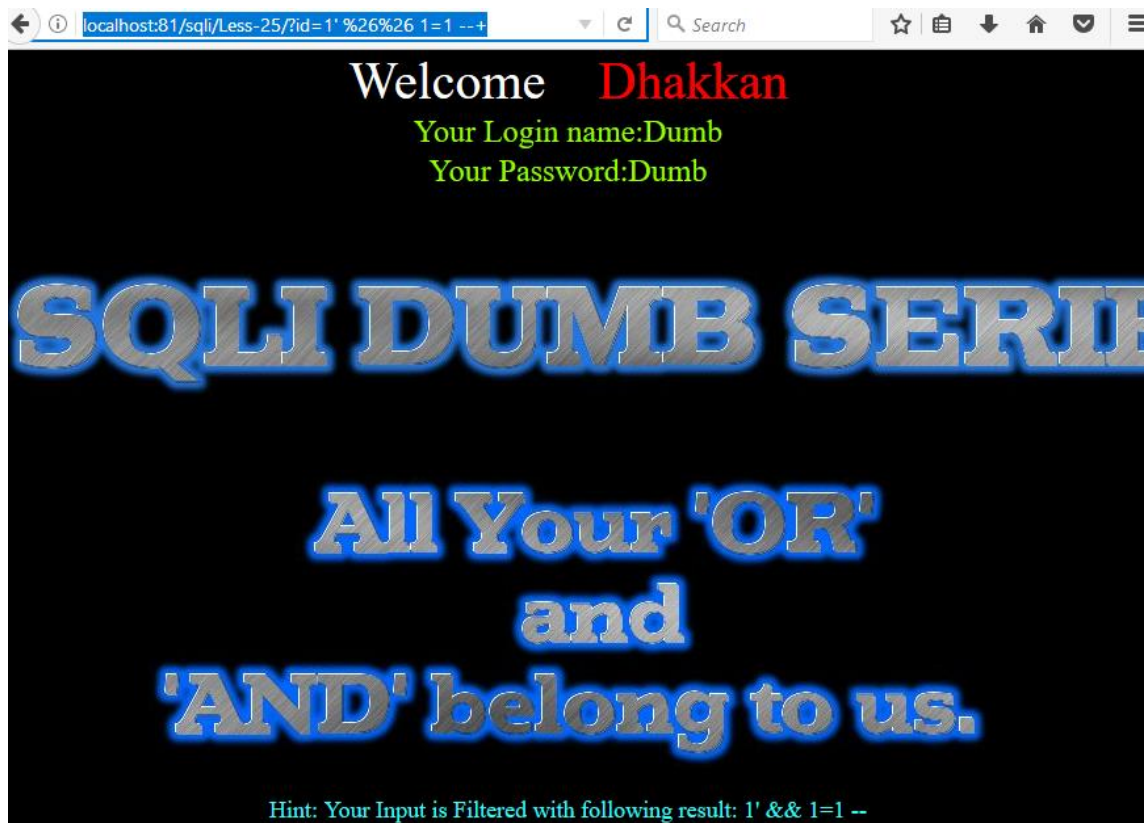 localhost:81/sqli/Less-25/?id=1' %26%26 1=1 --+
Search
Welcome Dhakkan
Your Login name:Dumb
Your Password:Dumb
SQLI DUMB
All Your 'OR'
and
'AND' belong to us.
Hint: Your Input is Filtered with following result: 1' && 1=1 --